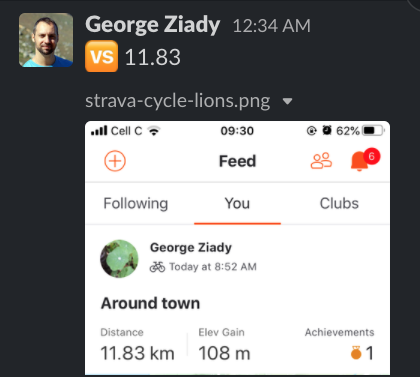 George Ziady 12:34 AM
VS 11.83
strava-cycle-lions.png
Cell C 09:30 62%
Feed
6
Following You Clubs
George Ziady
Today at 8:52 AM
Around town
Distance Elev Gain Achievements
11.83 km 108 m 1